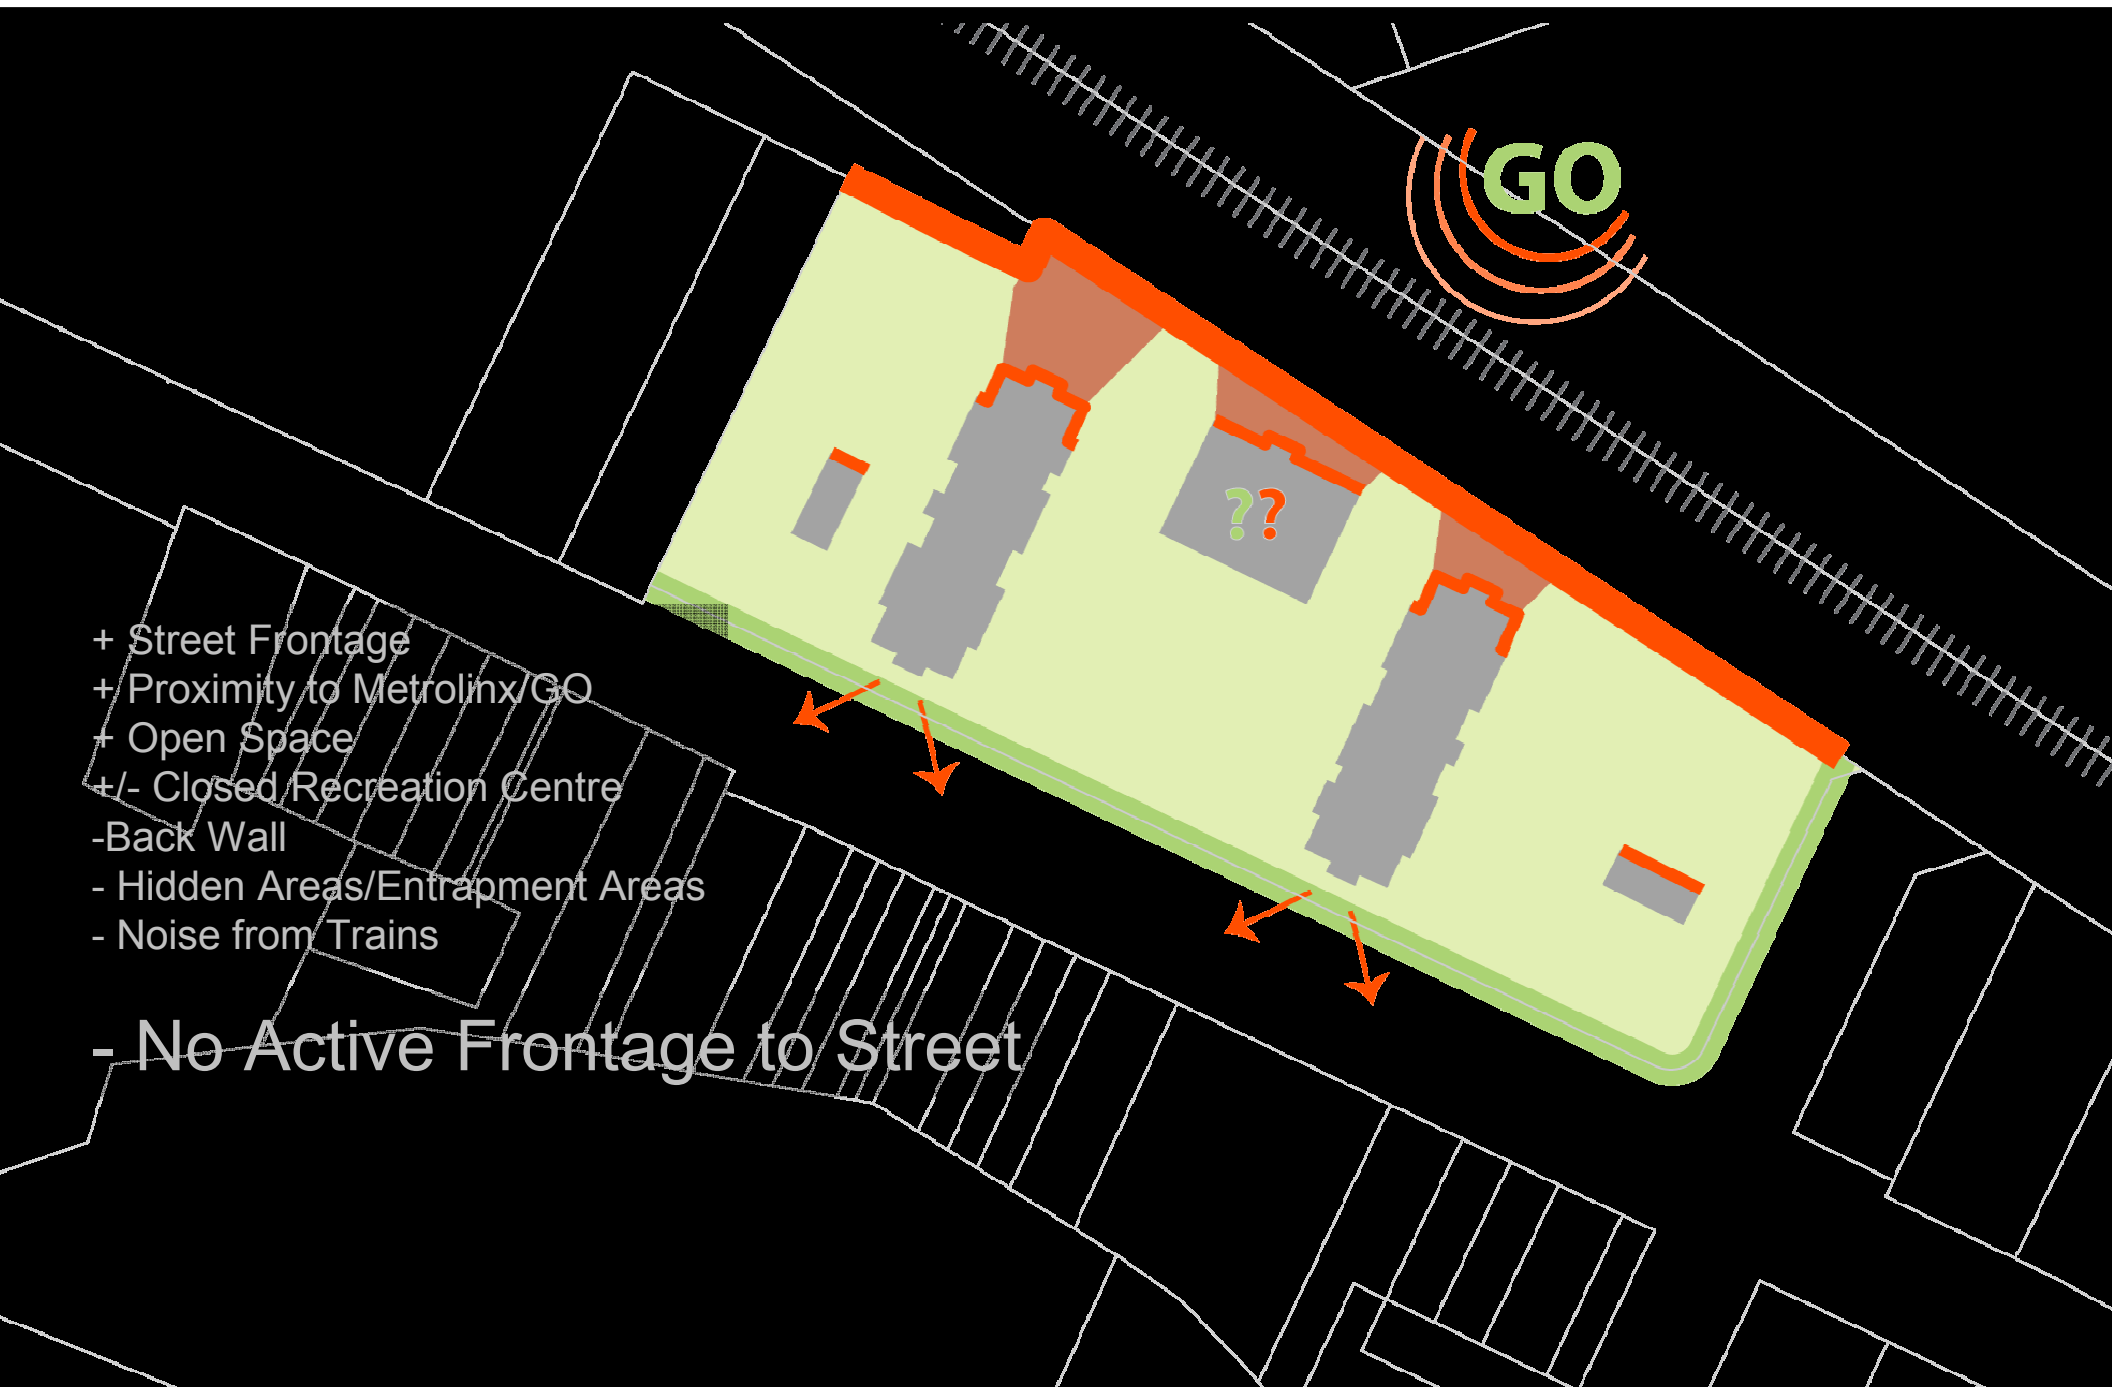 GO
??
+ Street Frontage
+ Proximity to Metrolinx/GO
+ Open Space
+/- Closed Recreation Centre
-Back Wall
- Hidden Areas/Entrapment Areas
- Noise from Trains
- No Active Frontage to Street